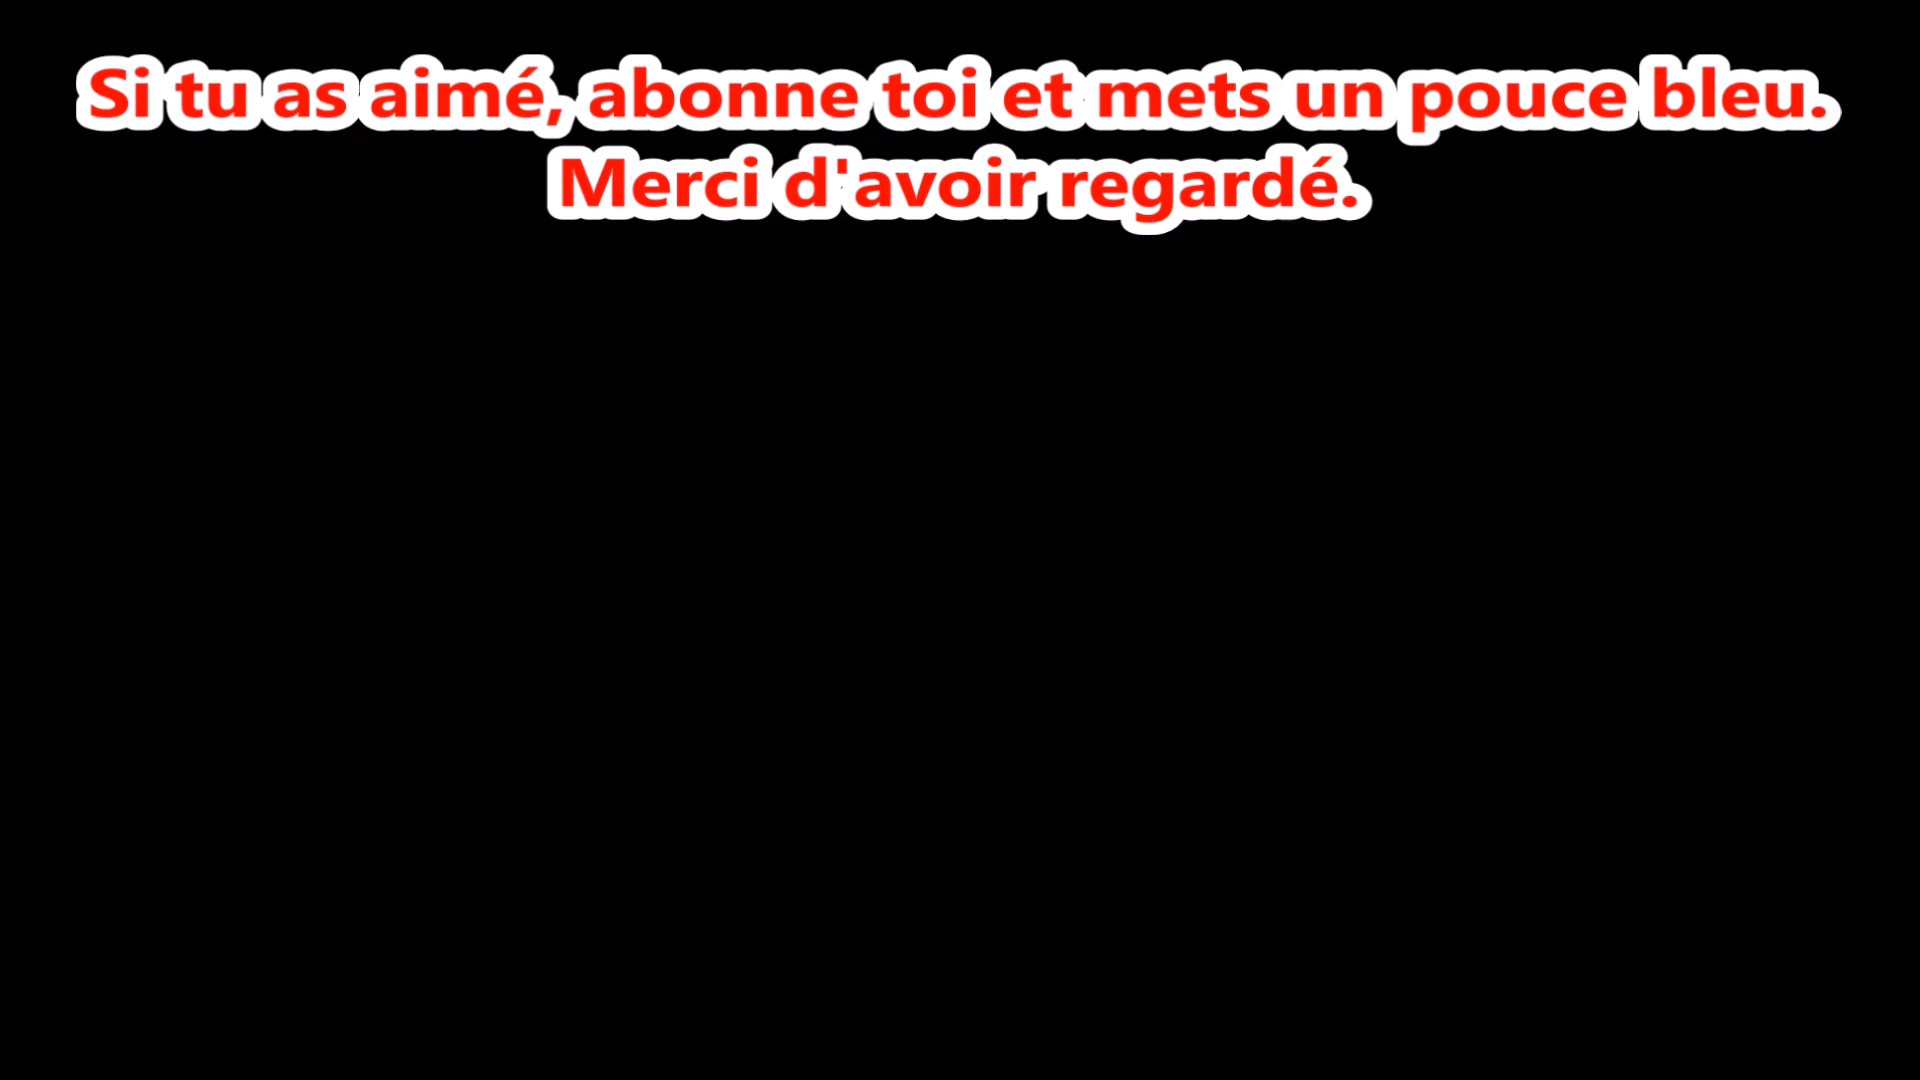 Si tu as aimé, abonne toi et mets un pouce bleu.
Merci d'avoir regardé.